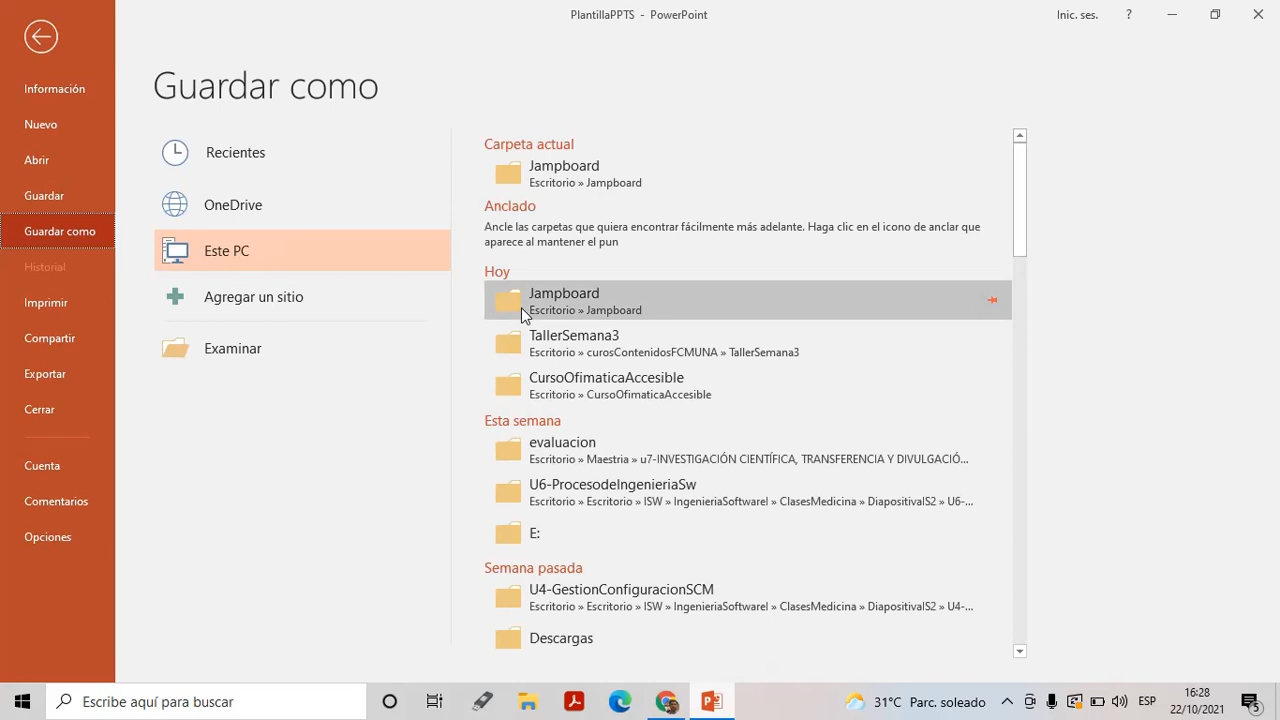 PlantillaPPTS - PowerPoint
Inic. ses.
?
Guardar como
Información
Nuevo
Abrir
Guardar
Guardar como
Historial
Imprimir
Compartir
Exportar
Cerrar
Cuenta
Comentarios
Opciones
Recientes
OneDrive
Este PC
Agregar un sitio
Examinar
Carpeta actual
Jampboard
Escritorio » Jampboard
Anclado
Ancle las carpetas que quiera encontrar fácilmente más adelante. Haga clic en el icono de anclar que
aparece al mantener el pun
Hoy
Jampboard
Escritorio » Jampboard
TallerSemana3
Escritorio » curosContenidosFCMUNA » TallerSemana3
CursoOfimaticaAccesible
Escritorio » CursoOfimaticaAccesible
Esta semana
evaluacion
Escritorio » Maestria » u7-INVESTIGACIÓN CIENTÍFICA, TRANSFERENCIA Y DIVULGACIÓ...
U6-ProcesodeIngenieriaSw
Escritorio » Escritorio » ISW » IngenieriaSoftwareI » ClasesMedicina » DiapositivaIS2 » U6-...
E:
Semana pasada
U4-GestionConfiguracionSCM
Escritorio » Escritorio » ISW » IngenieriaSoftwareI » ClasesMedicina » DiapositivaIS2 » U4-...
Descargas
Escribe aquí para buscar
31°C Parc. soleado
ESP
16:28
22/10/2021
5